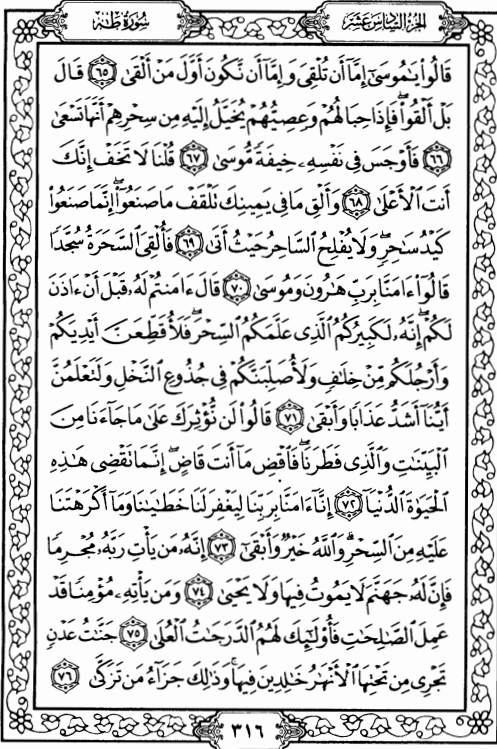 الجزء السادس عشر سورة طه
قَالُواْ يَٰمُوسَىٰٓ إِمَّآ أَن تُلۡقِيَ وَإِمَّآ أَن نَّكُونَ أَوَّلَ مَنۡ أَلۡقَىٰ ٦٥ قَالَ
بَلۡ أَلۡقُواْۖ فَإِذَا حِبَالُهُمۡ وَعِصِيُّهُمۡ يُخَيَّلُ إِلَيۡهِ مِن سِحۡرِهِمۡ أَنَّهَا تَسۡعَىٰ
٦٦ فَأَوۡجَسَ فِي نَفۡسِهِۦ خِيفَةٗ مُّوسَىٰ ٦٧ قُلۡنَا لَا تَخَفۡ إِنَّكَ
أَنتَ ٱلۡأَعۡلَىٰ ٦٨ وَأَلۡقِ مَا فِي يَمِينِكَ تَلۡقَفۡ مَا صَنَعُوٓاْۖ إِنَّمَا صَنَعُواْ
كَيۡدُ سَٰحِرٖۖ وَلَا يُفۡلِحُ ٱلسَّاحِرُ حَيۡثُ أَتَىٰ ٦٩ فَأُلۡقِيَ ٱلسَّحَرَةُ سُجَّدٗا
قَالُوٓاْ ءَامَنَّا بِرَبِّ هَٰرُونَ وَمُوسَىٰ ٧٠ قَالَ ءَامَنتُمۡ لَهُۥ قَبۡلَ أَنۡ ءَاذَنَ
لَكُمۡۖ إِنَّهُۥ لَكَبِيرُكُمُ ٱلَّذِي عَلَّمَكُمُ ٱلسِّحۡرَۖ فَلَأُقَطِّعَنَّ أَيۡدِيَكُمۡ
وَأَرۡجُلَكُم مِّنۡ خِلَٰفٖ وَلَأُصَلِّبَنَّكُمۡ فِي جُذُوعِ ٱلنَّخۡلِ وَلَتَعۡلَمُنَّ
أَيُّنَآ أَشَدُّ عَذَابٗا وَأَبۡقَىٰ ٧١ قَالُواْ لَن نُّؤۡثِرَكَ عَلَىٰ مَا جَآءَنَا مِنَ
ٱلۡبَيِّنَٰتِ وَٱلَّذِي فَطَرَنَاۖ فَٱقۡضِ مَآ أَنتَ قَاضٍۖ إِنَّمَا تَقۡضِي هَٰذِهِ
ٱلۡحَيَوٰةَ ٱلدُّنۡيَآ ٧٢ إِنَّآ ءَامَنَّا بِرَبِّنَا لِيَغۡفِرَ لَنَا خَطَٰيَٰنَا وَمَآ أَكۡرَهۡتَنَا
عَلَيۡهِ مِنَ ٱلسِّحۡرِۗ وَٱللَّهُ خَيۡرٞ وَأَبۡقَىٰٓ ٧٣ إِنَّهُۥ مَن يَأۡتِ رَبَّهُۥ مُجۡرِمٗا
فَإِنَّ لَهُۥ جَهَنَّمَ لَا يَمُوتُ فِيهَا وَلَا يَحۡيَىٰ ٧٤ وَمَن يَأۡتِهِۦ مُؤۡمِنٗا قَدۡ
عَمِلَ ٱلصَّٰلِحَٰتِ فَأُوْلَٰٓئِكَ لَهُمُ ٱلدَّرَجَٰتُ ٱلۡعُلَىٰ ٧٥ جَنَّٰتُ عَدۡنٖ
تَجۡرِي مِن تَحۡتِهَا ٱلۡأَنۡهَٰرُ خَٰلِدِينَ فِيهَاۚ وَذَٰلِكَ جَزَآءُ مَن تَزَكَّىٰ ٧٦
٣١٦